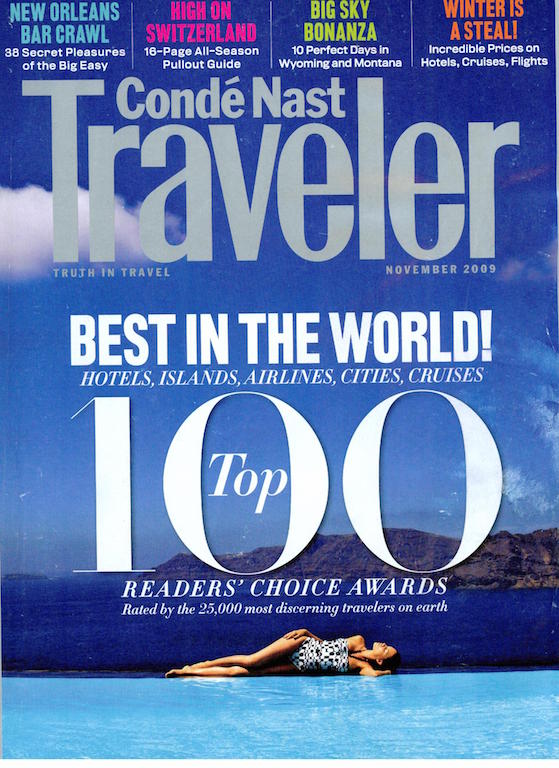 NEW ORLEANS
BAR CRAWL
38 Secret Pleasures
of the Big Easy
HIGH ON
SWITZERLAND
16-Page All-Season
Pullout Guide
BIG SKY
BONANZA
10 Perfect Days in
Wyoming and Montana
WINTER IS
A STEAL!
Incredible Prices on
Hotels, Cruises, Flights
Condé Nast
Traveler
TRUTH IN TRAVEL
NOVEMBER 2009
BEST IN THE WORLD!
HOTELS, ISLANDS, AIRLINES, CITIES, CRUISES
Top
100
READERS' CHOICE AWARDS
Rated by the 25,000 most discerning travelers on earth